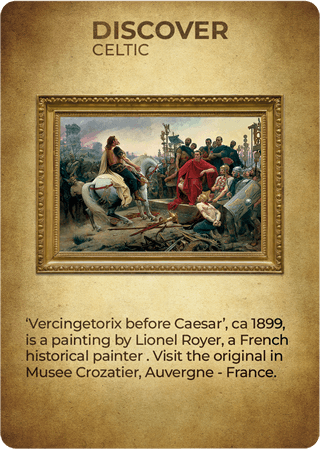 DISCOVER
CELTIC
‘Vercingetorix before Caesar’, ca 1899,
is a painting by Lionel Royer, a French
historical painter . Visit the original in
Musee Crozatier, Auvergne - France.